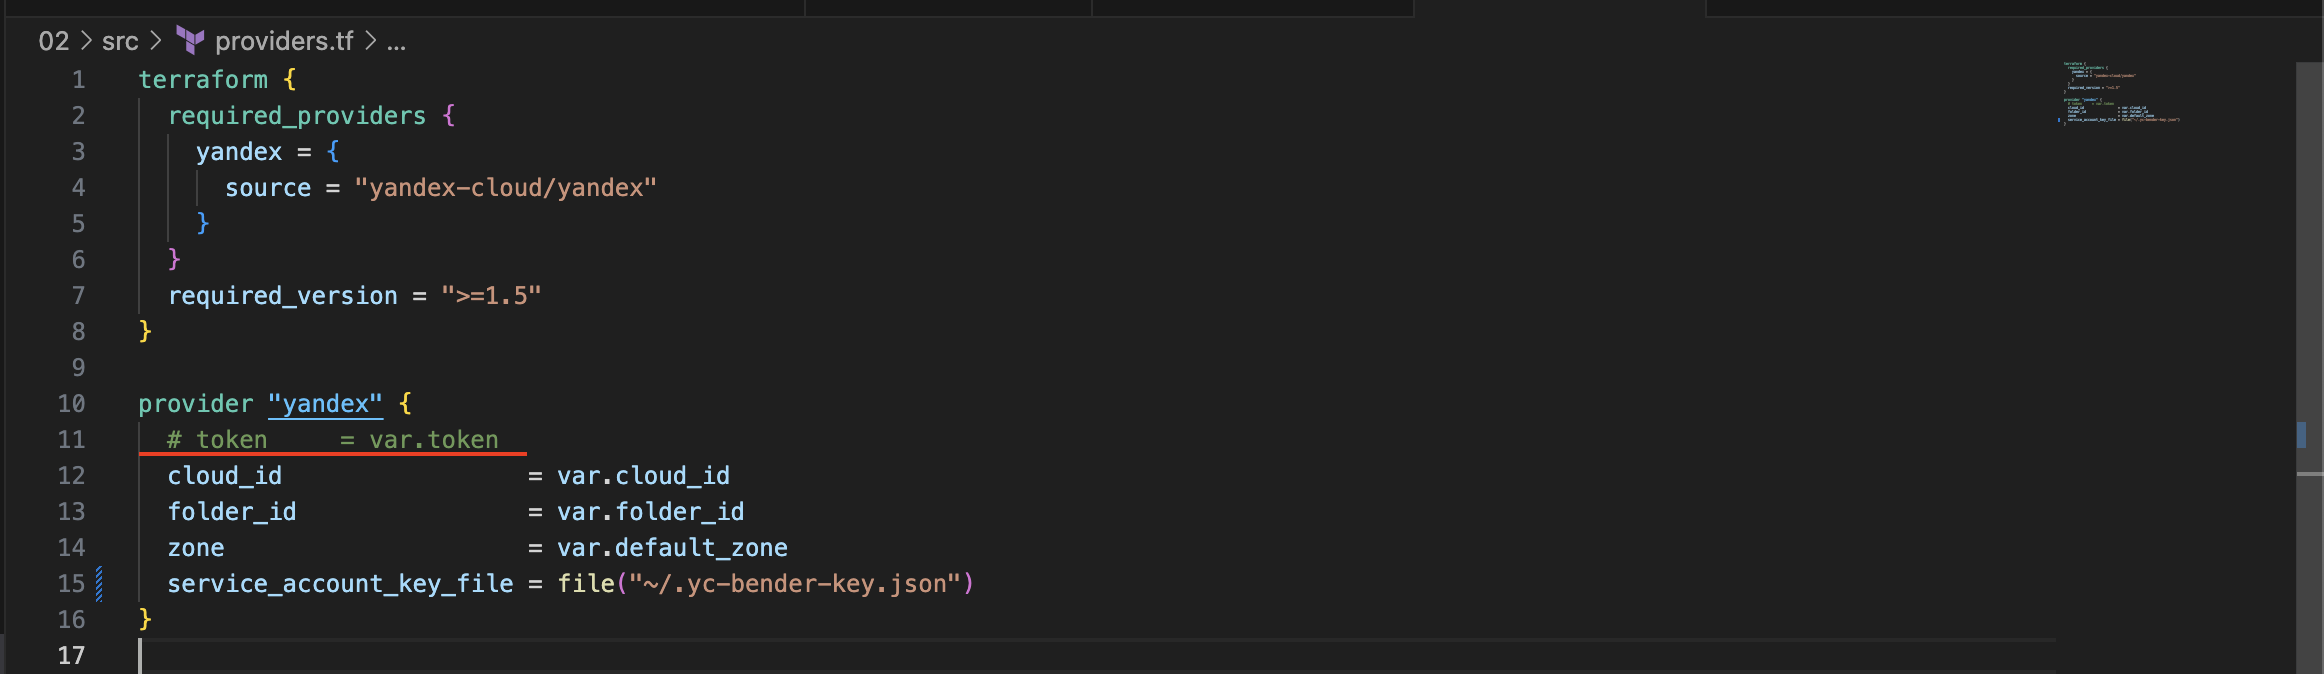 02 > src > providers.tf > ...
1 terraform {
2   required_providers {
3     yandex = {
4       source = "yandex-cloud/yandex"
5     }
6   }
7   required_version = ">=1.5"
8 }
9
10 provider "yandex" {
11   # token     = var.token
12   cloud_id                 = var.cloud_id
13   folder_id                = var.folder_id
14   zone                     = var.default_zone
15   service_account_key_file = file("~/.yc-bender-key.json")
16 }
17